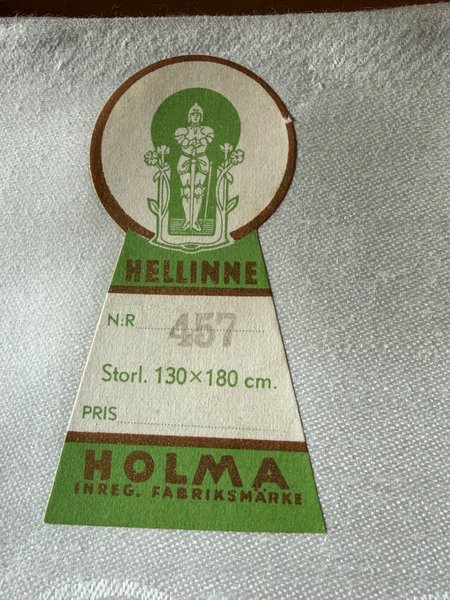 HELLINNE
N:R 457
Storl. 130×180 cm.
PRIS
HOLMA
INREG. FABRIKSMÄRKE